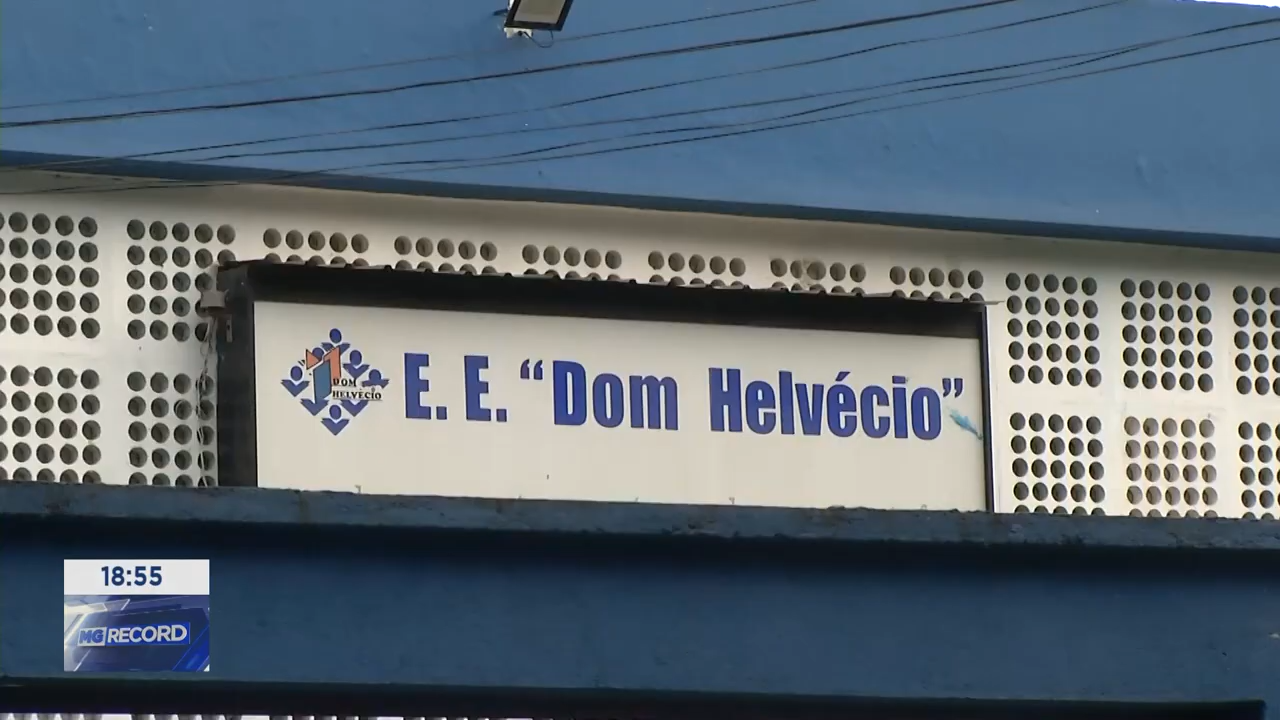 DOM
HELVÉCIO
E. E. “Dom Helvécio”
18:55
MG RECORD